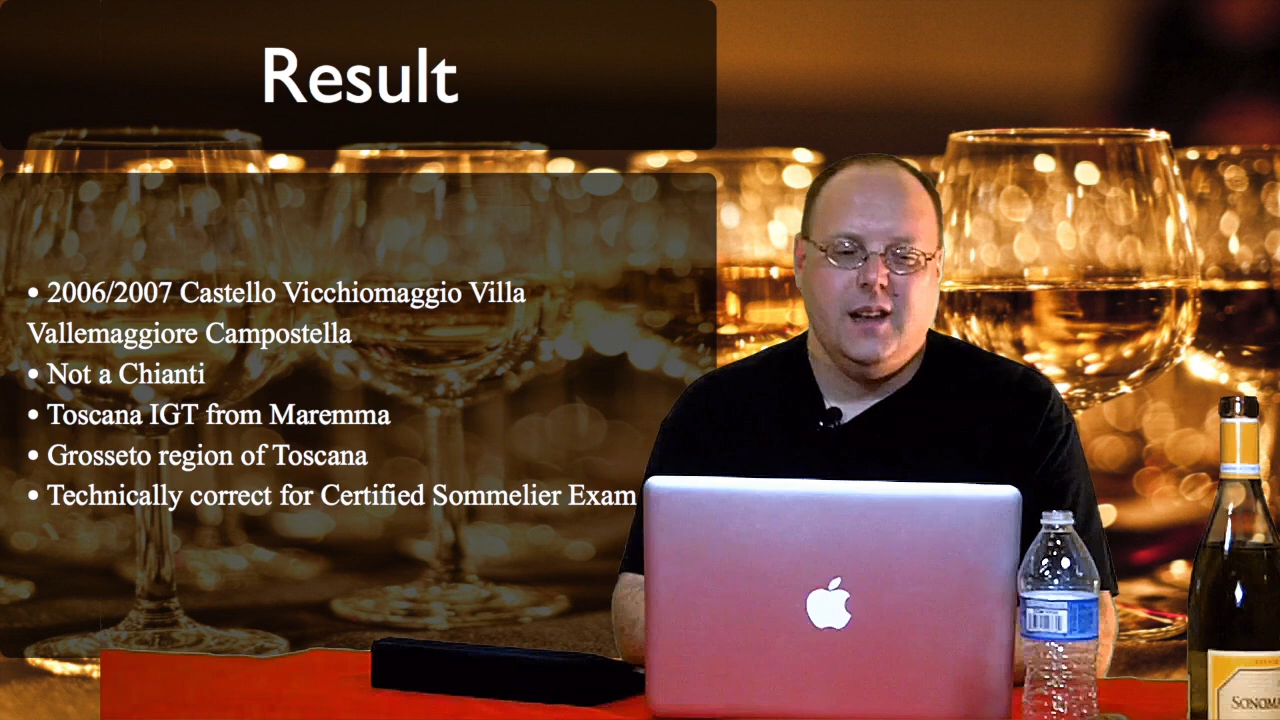 Result
• 2006/2007 Castello Vicchiomaggio Villa
Vallemaggiore Campostella
• Not a Chianti
• Toscana IGT from Maremma
• Grosseto region of Toscana
• Technically correct for Certified Sommelier Exam